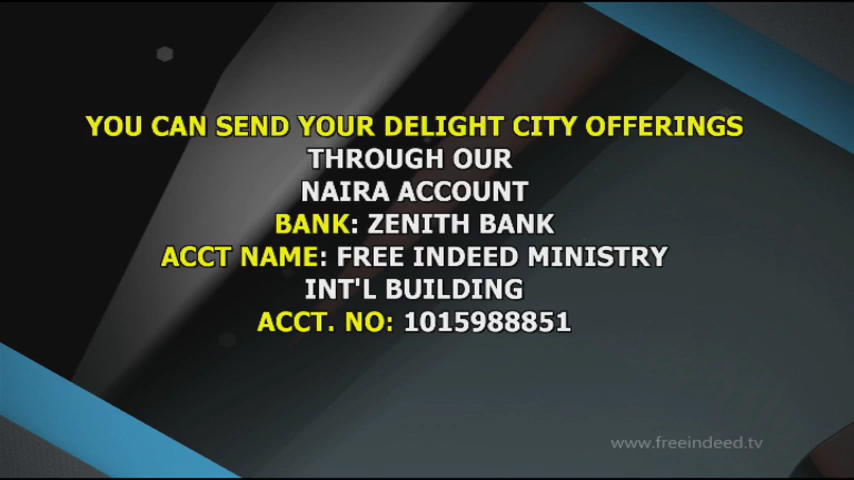 YOU CAN SEND YOUR DELIGHT CITY OFFERINGS
THROUGH OUR
NAIRA ACCOUNT
BANK: ZENITH BANK
ACCT NAME: FREE INDEED MINISTRY
INT'L BUILDING
ACCT. NO: 1015988851
www.freeindeed.tv